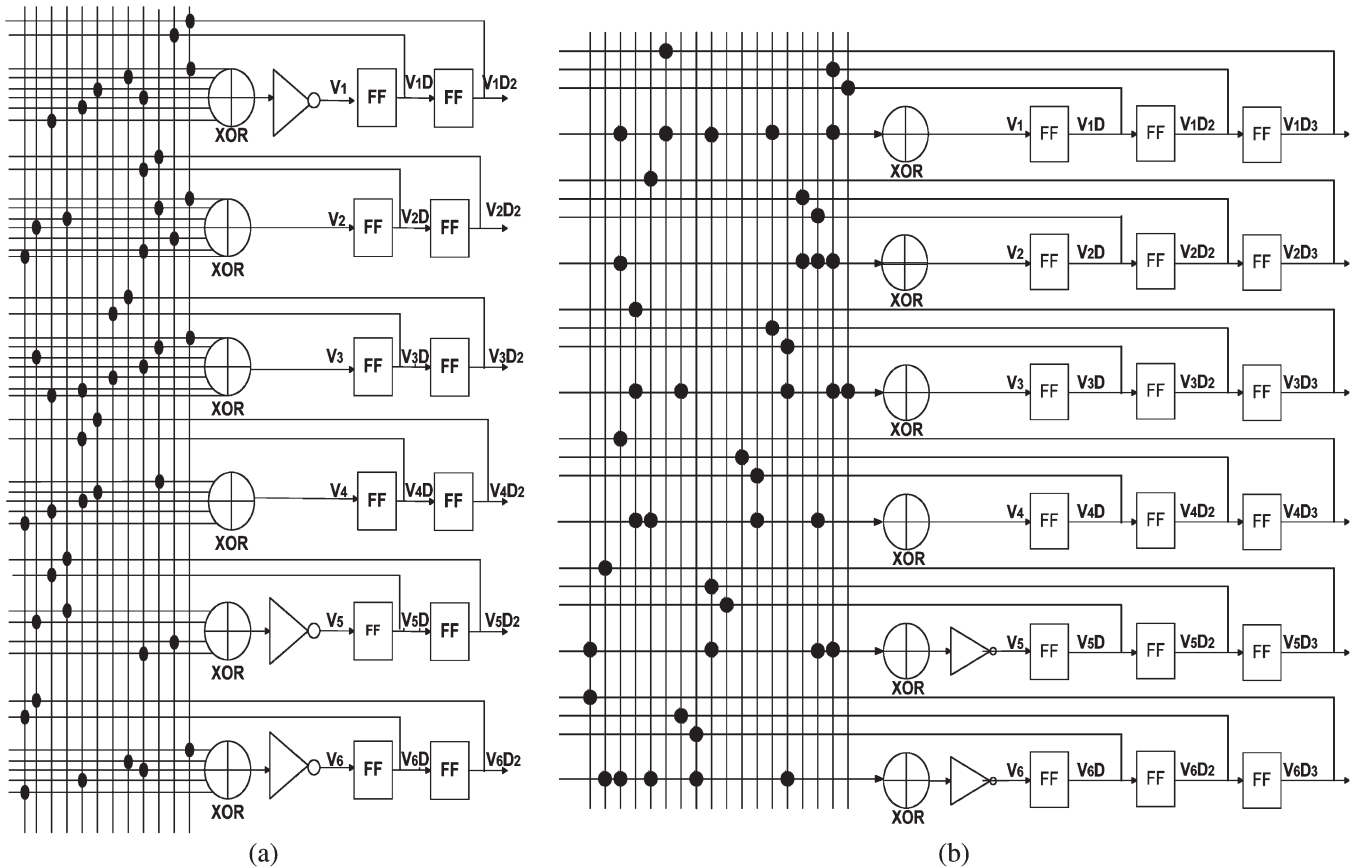 V1 FF V1D FF V1D2
XOR
V2 FF V2D FF V2D2
XOR
V3 FF V3D FF V3D2
XOR
V4 FF V4D FF V4D2
XOR
V5 FF V5D FF V5D2
XOR
V6 FF V6D FF V6D2
XOR
(a)
V1 FF V1D FF V1D2 FF V1D3
XOR
V2 FF V2D FF V2D2 FF V2D3
XOR
V3 FF V3D FF V3D2 FF V3D3
XOR
V4 FF V4D FF V4D2 FF V4D3
XOR
V5 FF V5D FF V5D2 FF V5D3
XOR
V6 FF V6D FF V6D2 FF V6D3
XOR
(b)